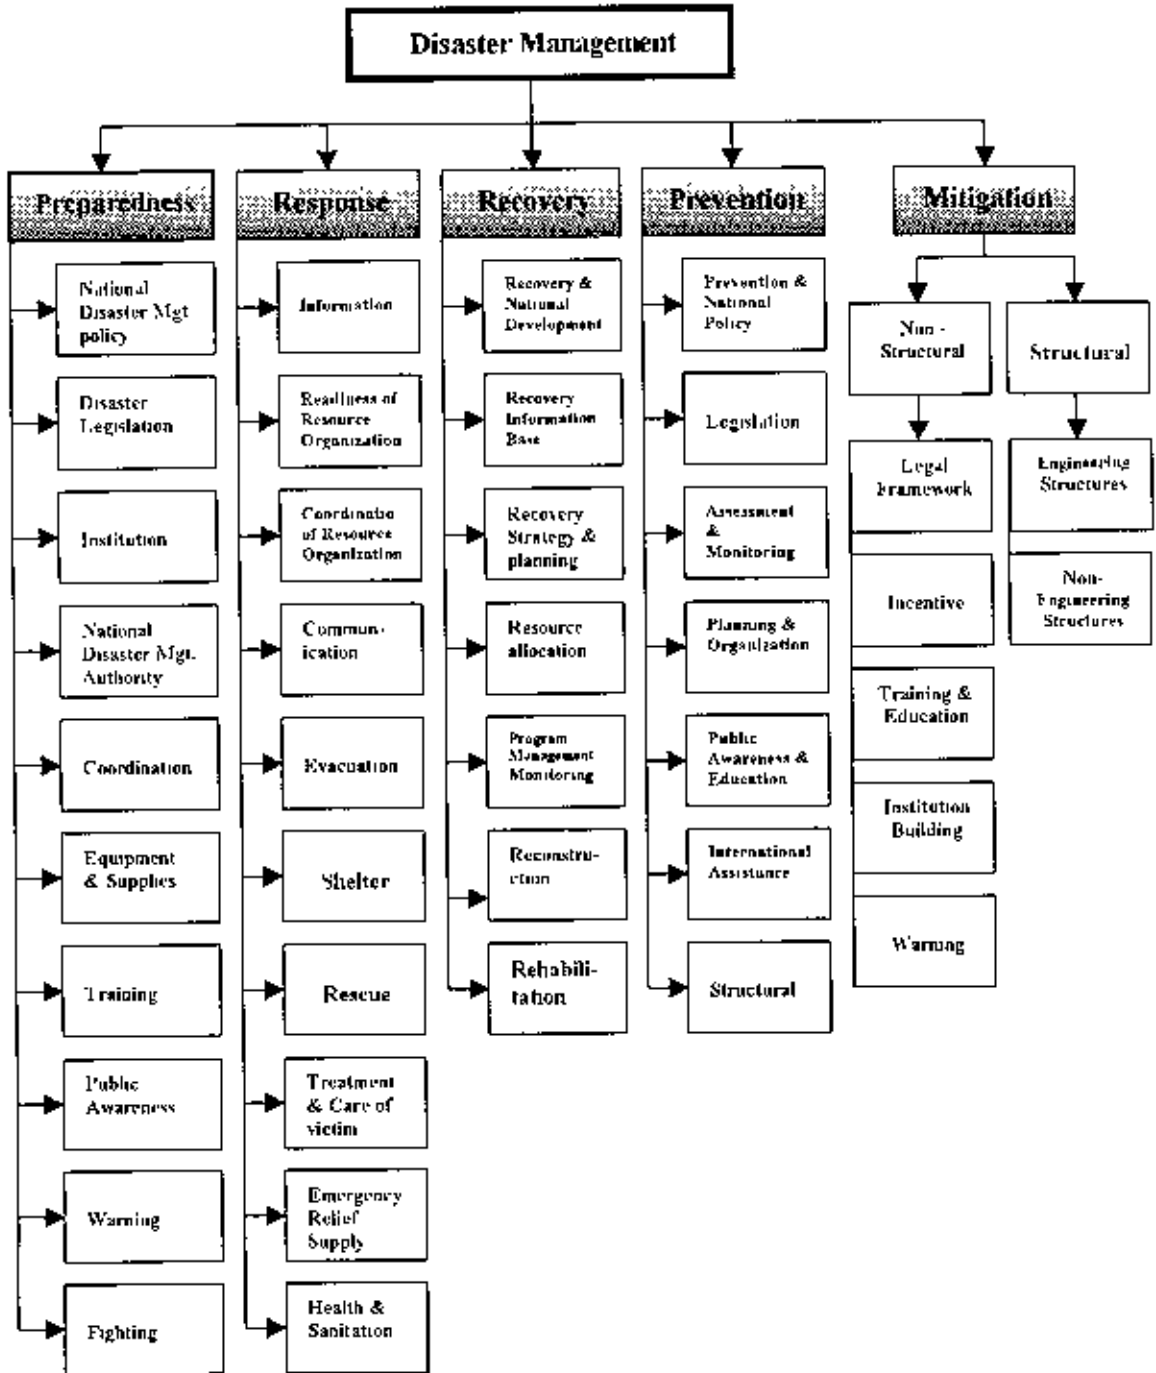 Disaster Management
Preparedness
Response
Recovery
Prevention
Mitigation
National
Disaster Mgt
policy
Disaster
Legislation
Institution
National
Disaster Mgt.
Authority
Coordination
Equipment
& Supplies
Training
Public
Awareness
Warning
Fighting
Information
Readiness of
Resource
Organization
Coordinatio
of Resource
Organization
Commun-
ication
Evacuation
Shelter
Rescue
Treatment
& Care of
victim
Emergency
Relief
Supply
Health &
Sanitation
Recovery &
National
Development
Recovery
Information
Base
Recovery
Strategy &
planning
Resource
allocation
Program
Management
Monitoring
Reconstru-
ction
Rehabili-
tation
Prevention &
National
Policy
Legislation
Assessment
&
Monitoring
Planning &
Organization
Public
Awareness &
Education
International
Assistance
Structural
Non -
Structural
Legal
Framework
Incentive
Training &
Education
Institution
Building
Warning
Structural
Engineering
Structures
Non-
Engineering
Structures